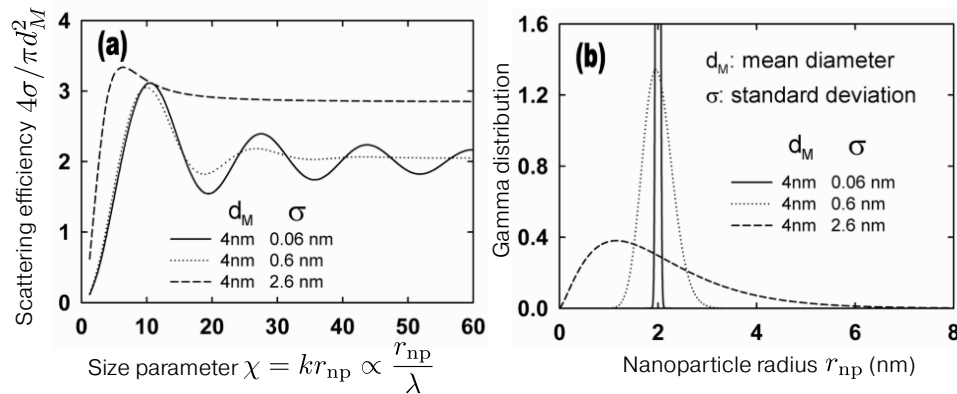 (a)
Scattering efficiency 4σ/πd_M^2
4
3
2
1
0
d_M σ
4nm 0.06 nm
4nm 0.6 nm
4nm 2.6 nm
0 10 20 30 40 50 60
Size parameter χ = kr_np ∝ r_np/λ
(b)
Gamma distribution
1.6
1.2
0.8
0.4
0.0
d_M: mean diameter
σ: standard deviation
d_M σ
4nm 0.06 nm
4nm 0.6 nm
4nm 2.6 nm
0 2 4 6 8
Nanoparticle radius r_np (nm)